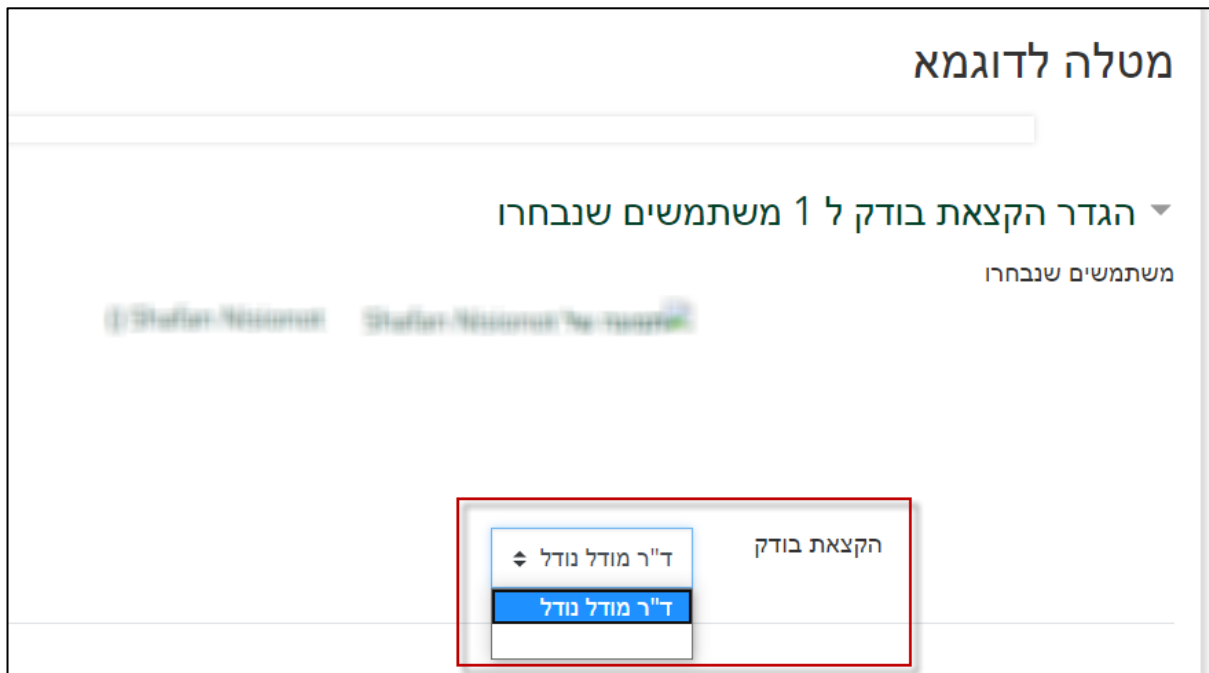 מטלה לדוגמא
הגדר הקצאת בודק ל 1 משתמשים שנבחרו
משתמשים שנבחרו
הקצאת בודק
ד"ר מודל נודל
ד"ר מודל נודל